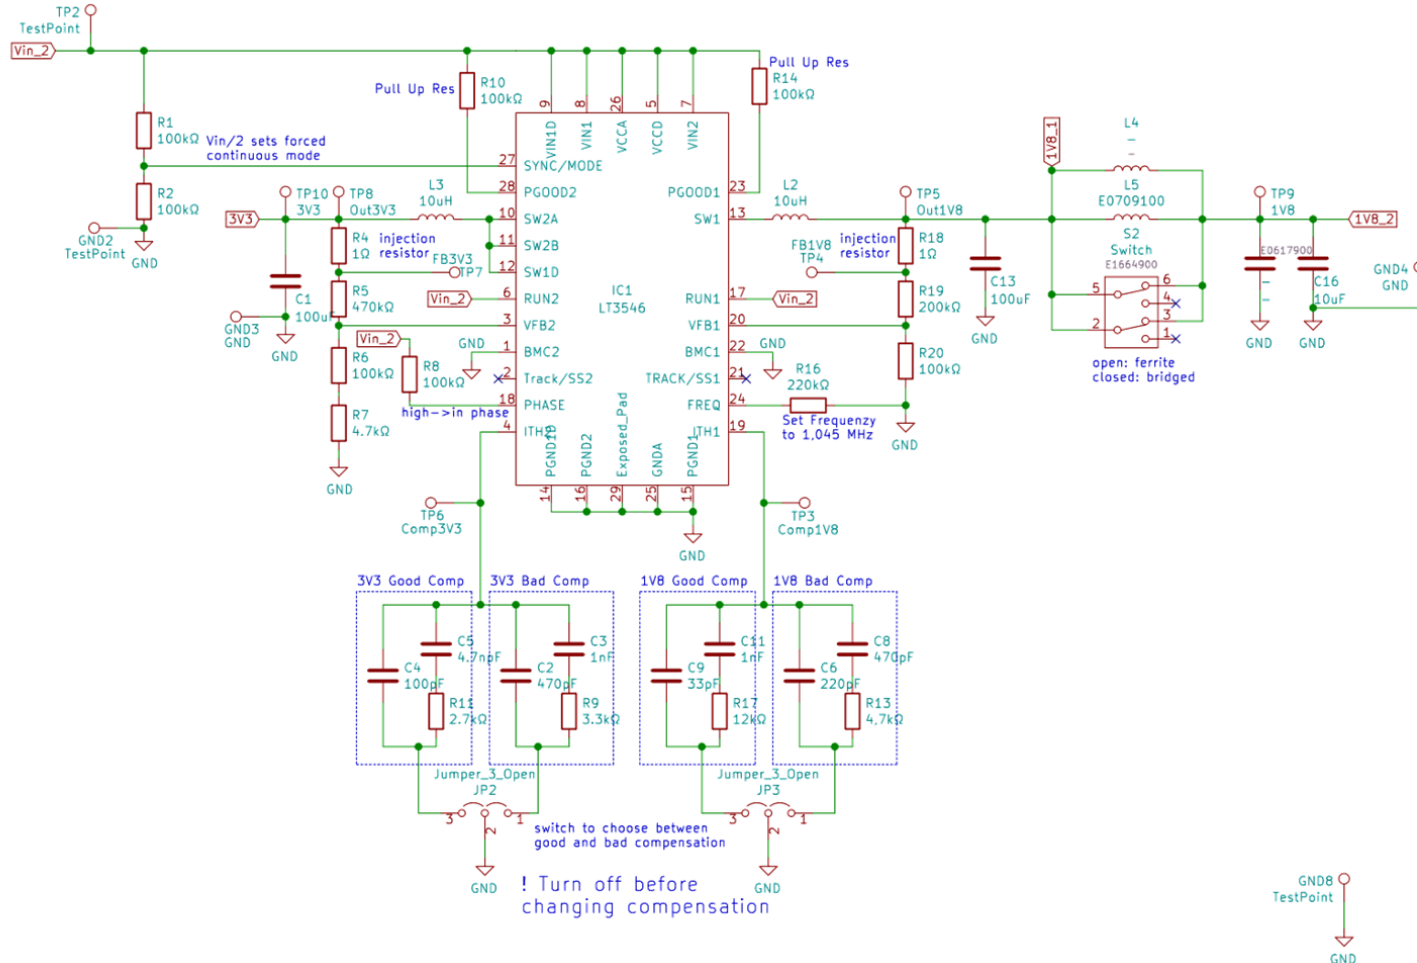 TP2
TestPoint
Vin_2
Pull Up Res
R10
100kΩ
Pull Up Res
R14
100kΩ
R1
100kΩ
Vin/2 sets forced
continuous mode
R2
100kΩ
GND2
TestPoint
GND
9
8
26
5
7
VIN1D
VIN1
VCCA
VCCD
VIN2
27
SYNC/MODE
28
PGOOD2
10
SW2A
11
SW2B
12
SW1D
6
RUN2
3
VFB2
1
BMC2
2
Track/SS2
18
PHASE
4
ITH2
IC1
LT3546
PGOOD1
23
SW1
13
RUN1
17
VFB1
20
BMC1
22
TRACK/SS1
21
FREQ
24
ITH1
19
PGND1D
PGND2
Exposed_Pad
GNDA
PGND1
14
16
29
25
15
GND
3V3
TP10
3V3
TP8
Out3V3
L3
10uH
R4
1Ω
injection
resistor
FB3V3
TP7
C1
100uF
GND3
GND
GND
R5
470kΩ
Vin_2
Vin_2
GND
R6
100kΩ
R8
100kΩ
high->in phase
R7
4.7kΩ
GND
L2
10uH
TP5
Out1V8
injection
resistor
FB1V8
TP4
R18
1Ω
R19
200kΩ
Vin_2
GND
R20
100kΩ
R16
220kΩ
Set Frequenzy
to 1,045 MHz
GND
C13
100uF
GND
1V8_1
L4
–
–
L5
E0709100
S2
Switch
E1664900
5
6
4
3
2
1
open: ferrite
closed: bridged
TP9
1V8
1V8_2
E0617900
–
–
GND
C16
10uF
GND
GND4
GND
TP6
Comp3V3
TP3
Comp1V8
3V3 Good Comp
3V3 Bad Comp
1V8 Good Comp
1V8 Bad Comp
C5
4.7npF
C4
100pF
R11
2.7kΩ
C3
1nF
C2
470pF
R9
3.3kΩ
C11
1nF
C9
33pF
R17
12kΩ
C8
470pF
C6
220pF
R13
4,7kΩ
Jumper_3_Open
JP2
3
2
1
GND
Jumper_3_Open
JP3
3
2
1
GND
switch to choose between
good and bad compensation
! Turn off before
changing compensation
GND8
TestPoint
GND